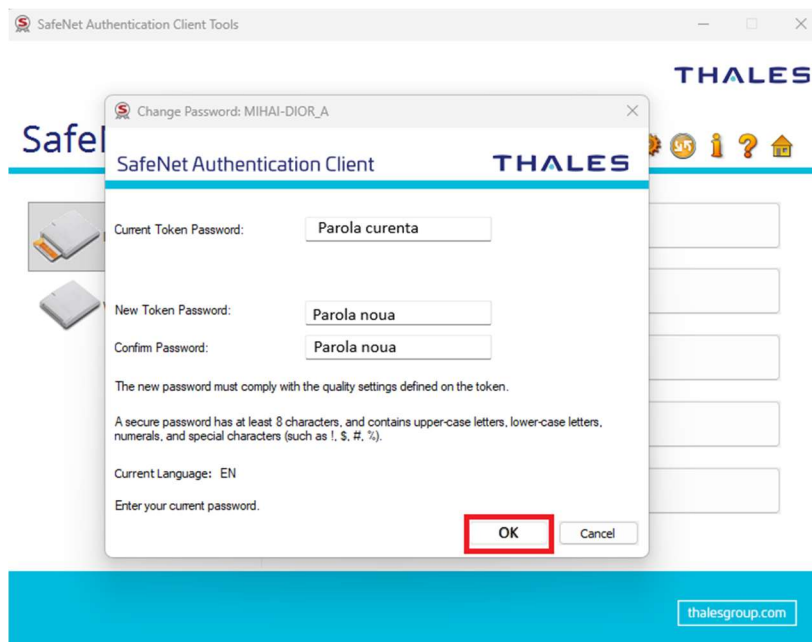 SafeNet Authentication Client Tools
THALES
Change Password: MIHAI-DIOR_A
SafeNet Authentication Client
THALES
Current Token Password:
Parola curenta
New Token Password:
Parola noua
Confirm Password:
Parola noua
The new password must comply with the quality settings defined on the token.
A secure password has at least 8 characters, and contains upper-case letters, lower-case letters,
numerals, and special characters (such as !, $, #, %).
Current Language: EN
Enter your current password.
OK
Cancel
thalesgroup.com